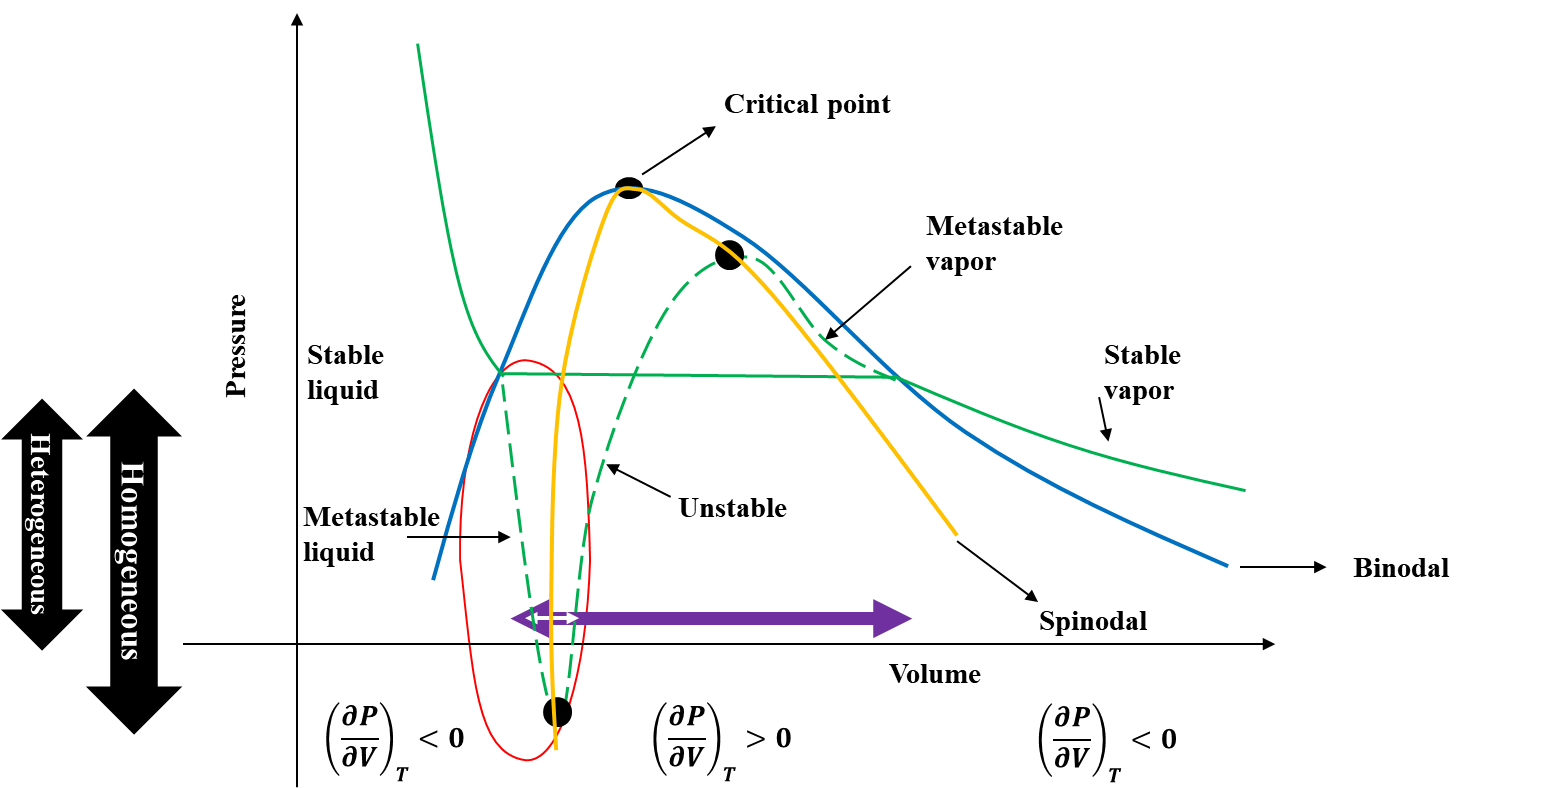 Critical point
Metastable
vapor
Pressure
Stable
liquid
Stable
vapor
Heterogeneous
Homogeneous
Metastable
liquid
Unstable
Binodal
Spinodal
Volume
(∂P/∂V)_T < 0
(∂P/∂V)_T > 0
(∂P/∂V)_T < 0